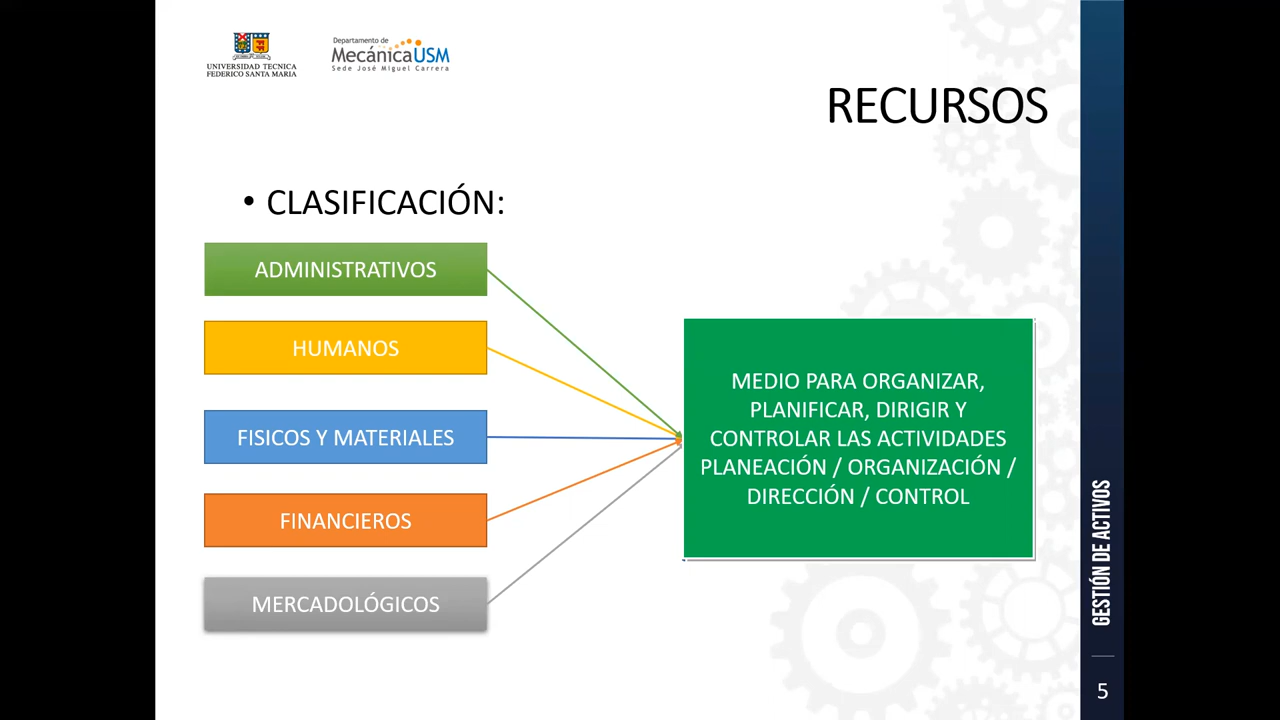 UNIVERSIDAD TECNICA
FEDERICO SANTA MARIA
Departamento de
MecánicaUSM
Sede José Miguel Carrera
RECURSOS
• CLASIFICACIÓN:
ADMINISTRATIVOS
HUMANOS
FISICOS Y MATERIALES
FINANCIEROS
MERCADOLÓGICOS
MEDIO PARA ORGANIZAR,
PLANIFICAR, DIRIGIR Y
CONTROLAR LAS ACTIVIDADES
PLANEACIÓN / ORGANIZACIÓN /
DIRECCIÓN / CONTROL
GESTIÓN DE ACTIVOS
5